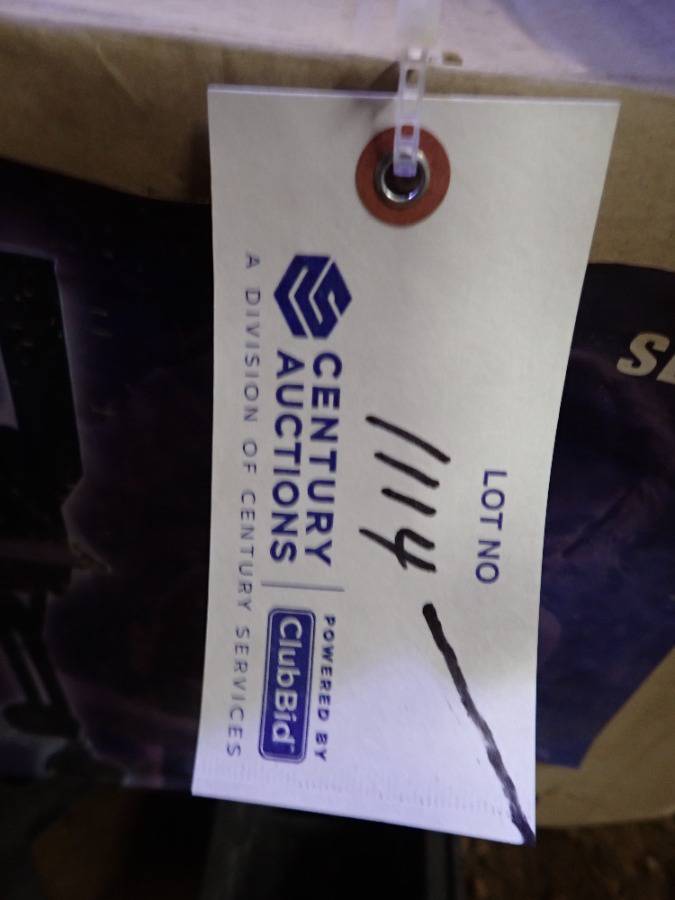 LOT NO
1114
CENTURY
AUCTIONS
POWERED BY
ClubBid
A DIVISION OF CENTURY SERVICES